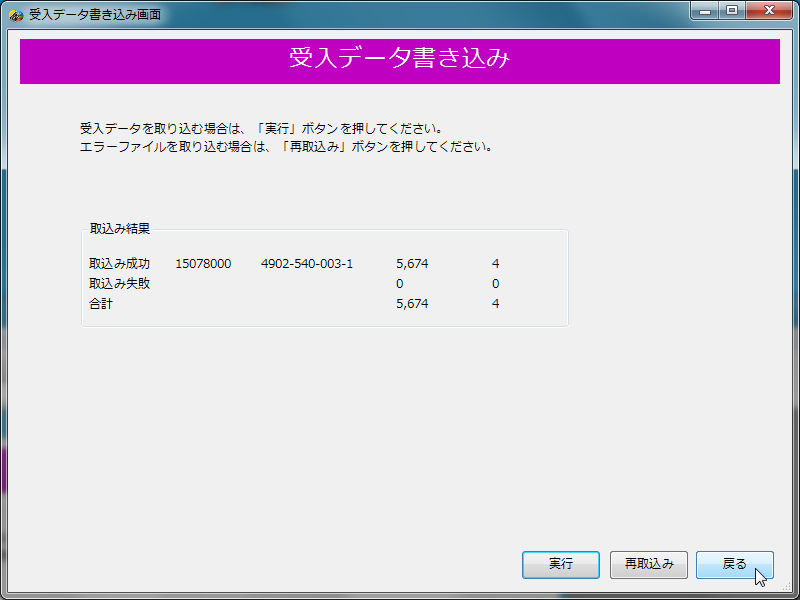 受入データ書き込み画面
受入データ書き込み
受入データを取り込む場合は、「実行」ボタンを押してください。
エラーファイルを取り込む場合は、「再取込み」ボタンを押してください。
取込み結果
取込み成功 15078000 4902-540-003-1 5,674 4
取込み失敗 0 0
合計 5,674 4
実行 再取込み 戻る